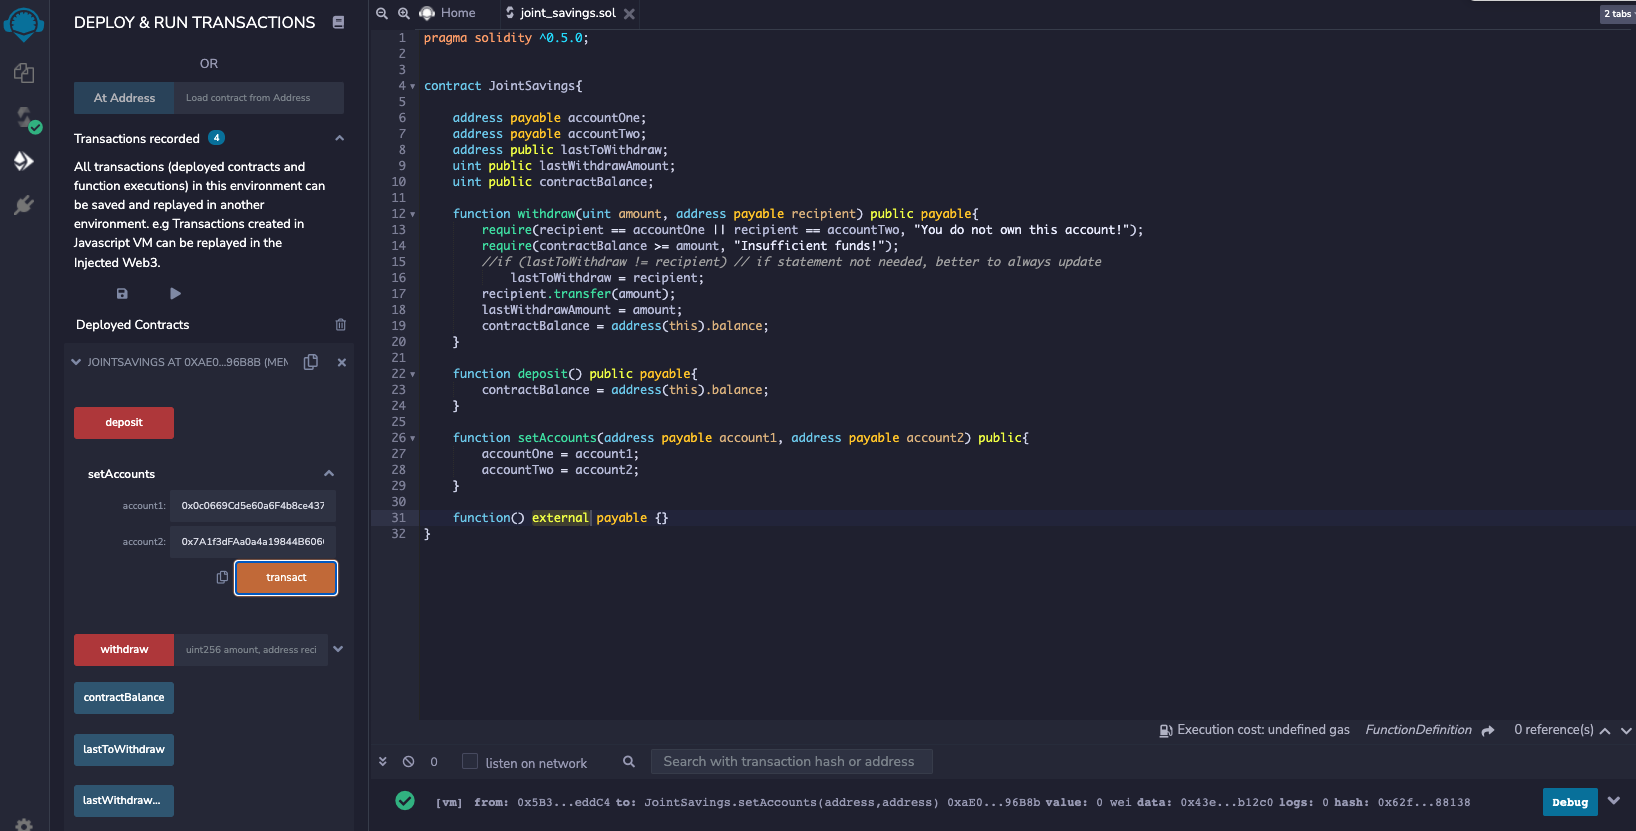 DEPLOY & RUN TRANSACTIONS
OR
At Address Load contract from Address
Transactions recorded 4
All transactions (deployed contracts and
function executions) in this environment can
be saved and replayed in another
environment. e.g Transactions created in
Javascript VM can be replayed in the
Injected Web3.
Deployed Contracts
JOINTSAVINGS AT 0XAE0...96B8B (MEM
deposit
setAccounts
account1: 0x0c0669Cd5e60a6F4b8ce437
account2: 0x7A1f3dFAa0a4a19844B606
transact
withdraw uint256 amount, address reci
contractBalance
lastToWithdraw
lastWithdraw...
Home joint_savings.sol 2 tabs
1 pragma solidity ^0.5.0;
2
3
4 contract JointSavings{
5
6 address payable accountOne;
7 address payable accountTwo;
8 address public lastToWithdraw;
9 uint public lastWithdrawAmount;
10 uint public contractBalance;
11
12 function withdraw(uint amount, address payable recipient) public payable{
13 require(recipient == accountOne || recipient == accountTwo, "You do not own this account!");
14 require(contractBalance >= amount, "Insufficient funds!");
15 //if (lastToWithdraw != recipient) // if statement not needed, better to always update
16 lastToWithdraw = recipient;
17 recipient.transfer(amount);
18 lastWithdrawAmount = amount;
19 contractBalance = address(this).balance;
20 }
21
22 function deposit() public payable{
23 contractBalance = address(this).balance;
24 }
25
26 function setAccounts(address payable account1, address payable account2) public{
27 accountOne = account1;
28 accountTwo = account2;
29 }
30
31 function() external payable {}
32 }
Execution cost: undefined gas FunctionDefinition 0 reference(s)
0 listen on network Search with transaction hash or address
[vm] from: 0x5B3...eddC4 to: JointSavings.setAccounts(address,address) 0xaE0...96B8b value: 0 wei data: 0x43e...b12c0 logs: 0 hash: 0x62f...88138
Debug